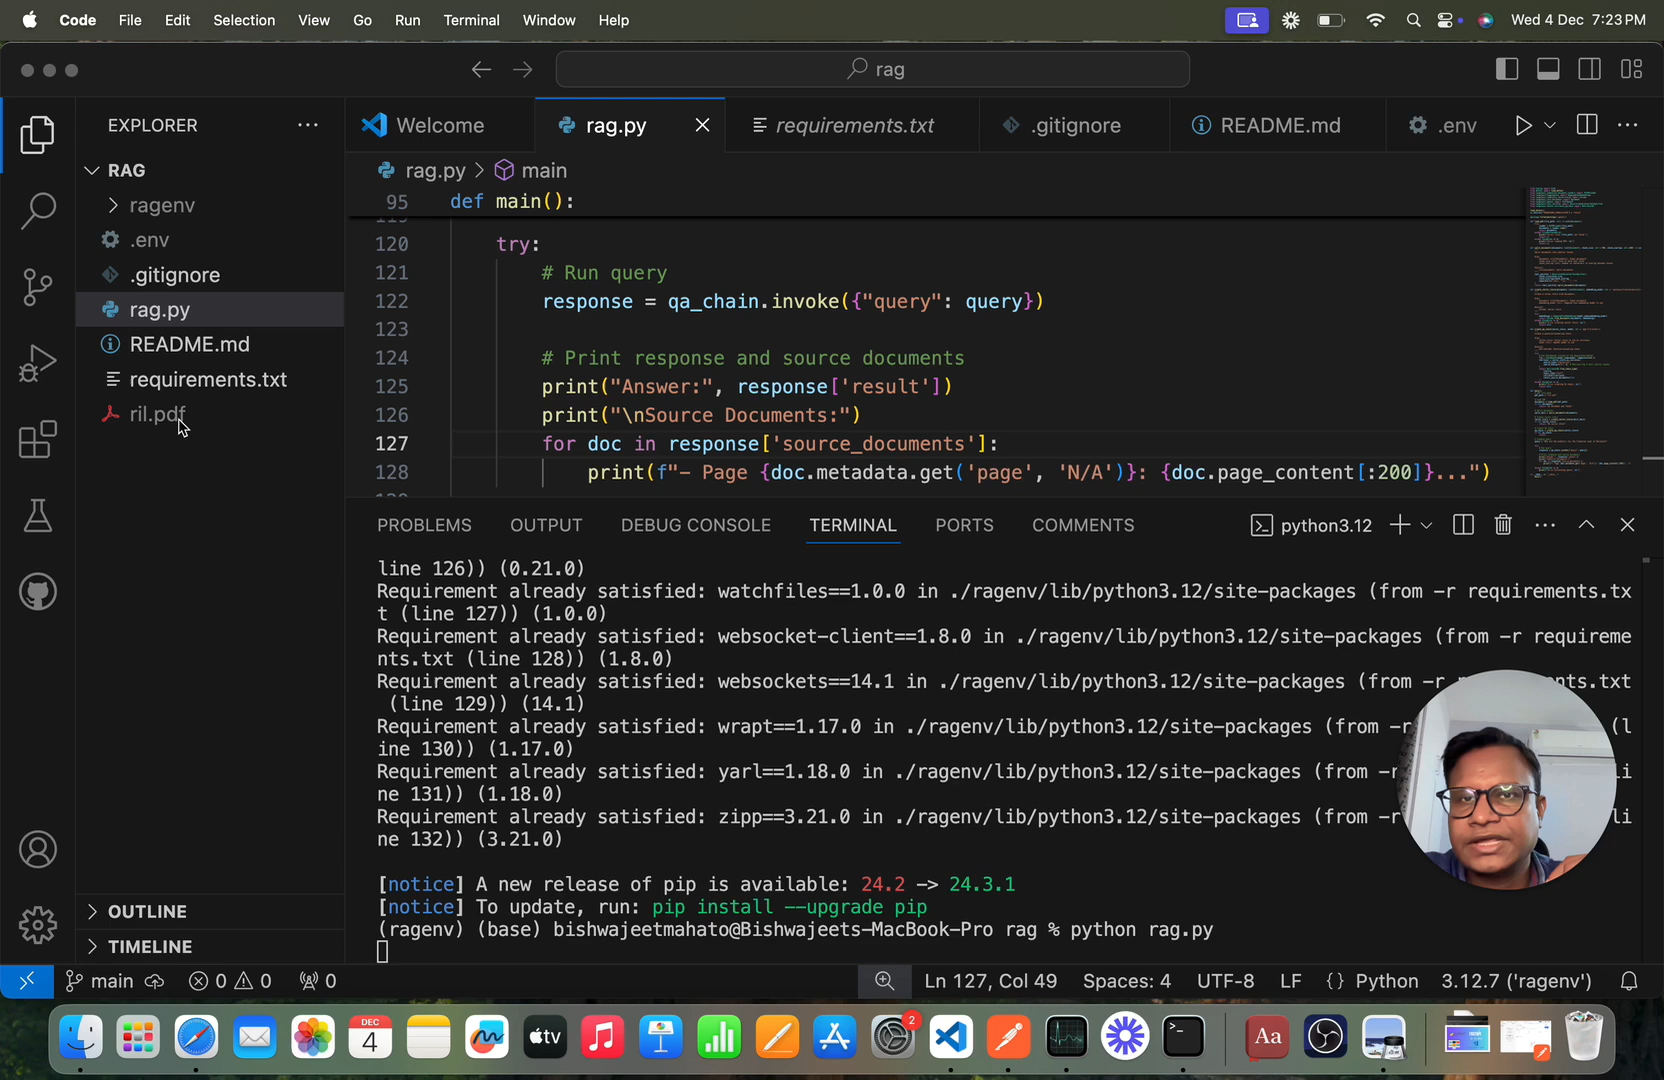 Code File Edit Selection View Go Run Terminal Window Help
Wed 4 Dec 7:23 PM
rag
EXPLORER
Welcome
rag.py
requirements.txt
.gitignore
README.md
.env
RAG
ragenv
.env
.gitignore
rag.py
README.md
requirements.txt
ril.pdf
OUTLINE
TIMELINE
rag.py > main
95 def main():
119
120 try:
121 # Run query
122 response = qa_chain.invoke({"query": query})
123
124 # Print response and source documents
125 print("Answer:", response['result'])
126 print("\nSource Documents:")
127 for doc in response['source_documents']:
128 print(f"- Page {doc.metadata.get('page', 'N/A')}: {doc.page_content[:200]}...")
PROBLEMS OUTPUT DEBUG CONSOLE TERMINAL PORTS COMMENTS
python3.12
line 126)) (0.21.0)
Requirement already satisfied: watchfiles==1.0.0 in ./ragenv/lib/python3.12/site-packages (from -r requirements.tx
t (line 127)) (1.0.0)
Requirement already satisfied: websocket-client==1.8.0 in ./ragenv/lib/python3.12/site-packages (from -r requireme
nts.txt (line 128)) (1.8.0)
Requirement already satisfied: websockets==14.1 in ./ragenv/lib/python3.12/site-packages (from -r nts.txt
(line 129)) (14.1)
Requirement already satisfied: wrapt==1.17.0 in ./ragenv/lib/python3.12/site-packages (from -r (l
ine 130)) (1.17.0)
Requirement already satisfied: yarl==1.18.0 in ./ragenv/lib/python3.12/site-packages (from -r li
ne 131)) (1.18.0)
Requirement already satisfied: zipp==3.21.0 in ./ragenv/lib/python3.12/site-packages (from -r li
ne 132)) (3.21.0)
[notice] A new release of pip is available: 24.2 -> 24.3.1
[notice] To update, run: pip install --upgrade pip
(ragenv) (base) bishwajeetmahato@Bishwajeets-MacBook-Pro rag % python rag.py
main 0 0 0
Ln 127, Col 49 Spaces: 4 UTF-8 LF {} Python 3.12.7 ('ragenv')
DEC
4
tv
2
Aa